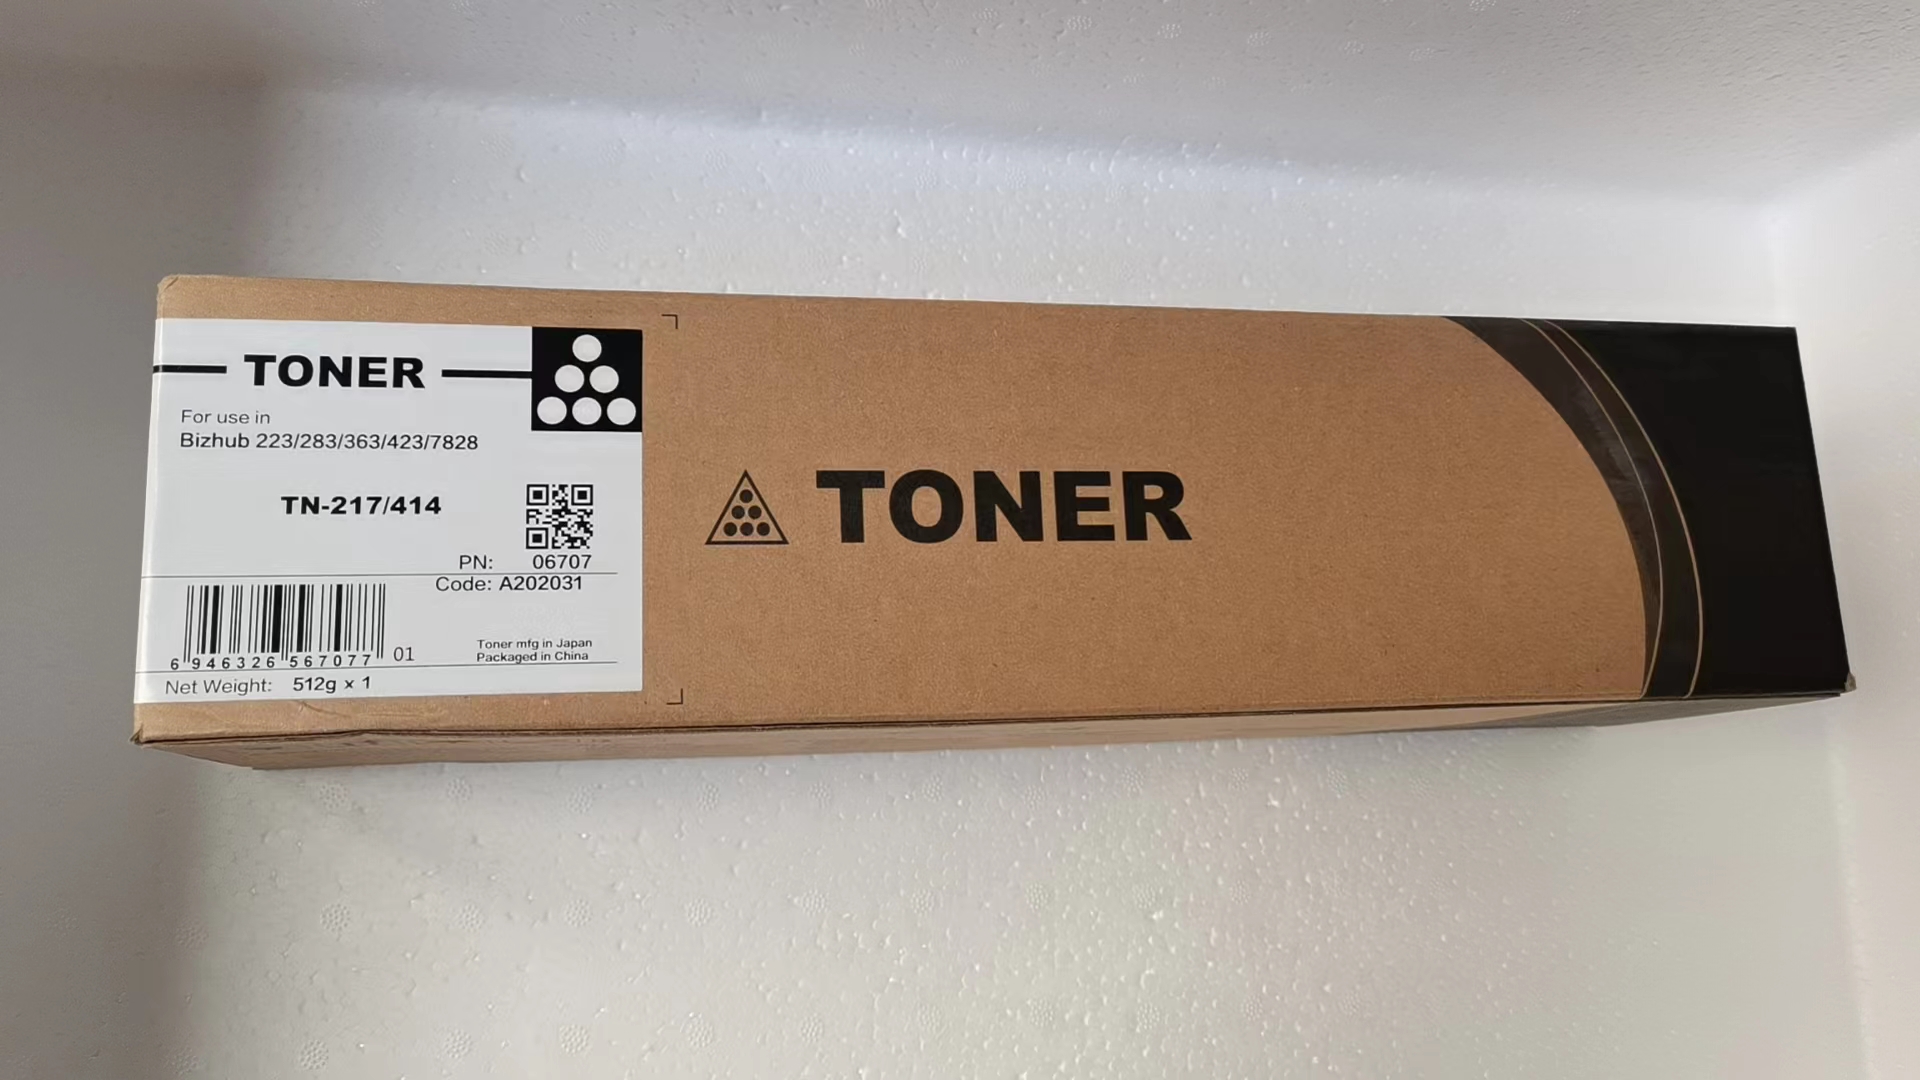 TONER
For use in
Bizhub 223/283/363/423/7828
TN-217/414
PN: 06707
Code: A202031
6 946326 567077 01
Toner mfg in Japan
Packaged in China
Net Weight: 512g x 1
TONER